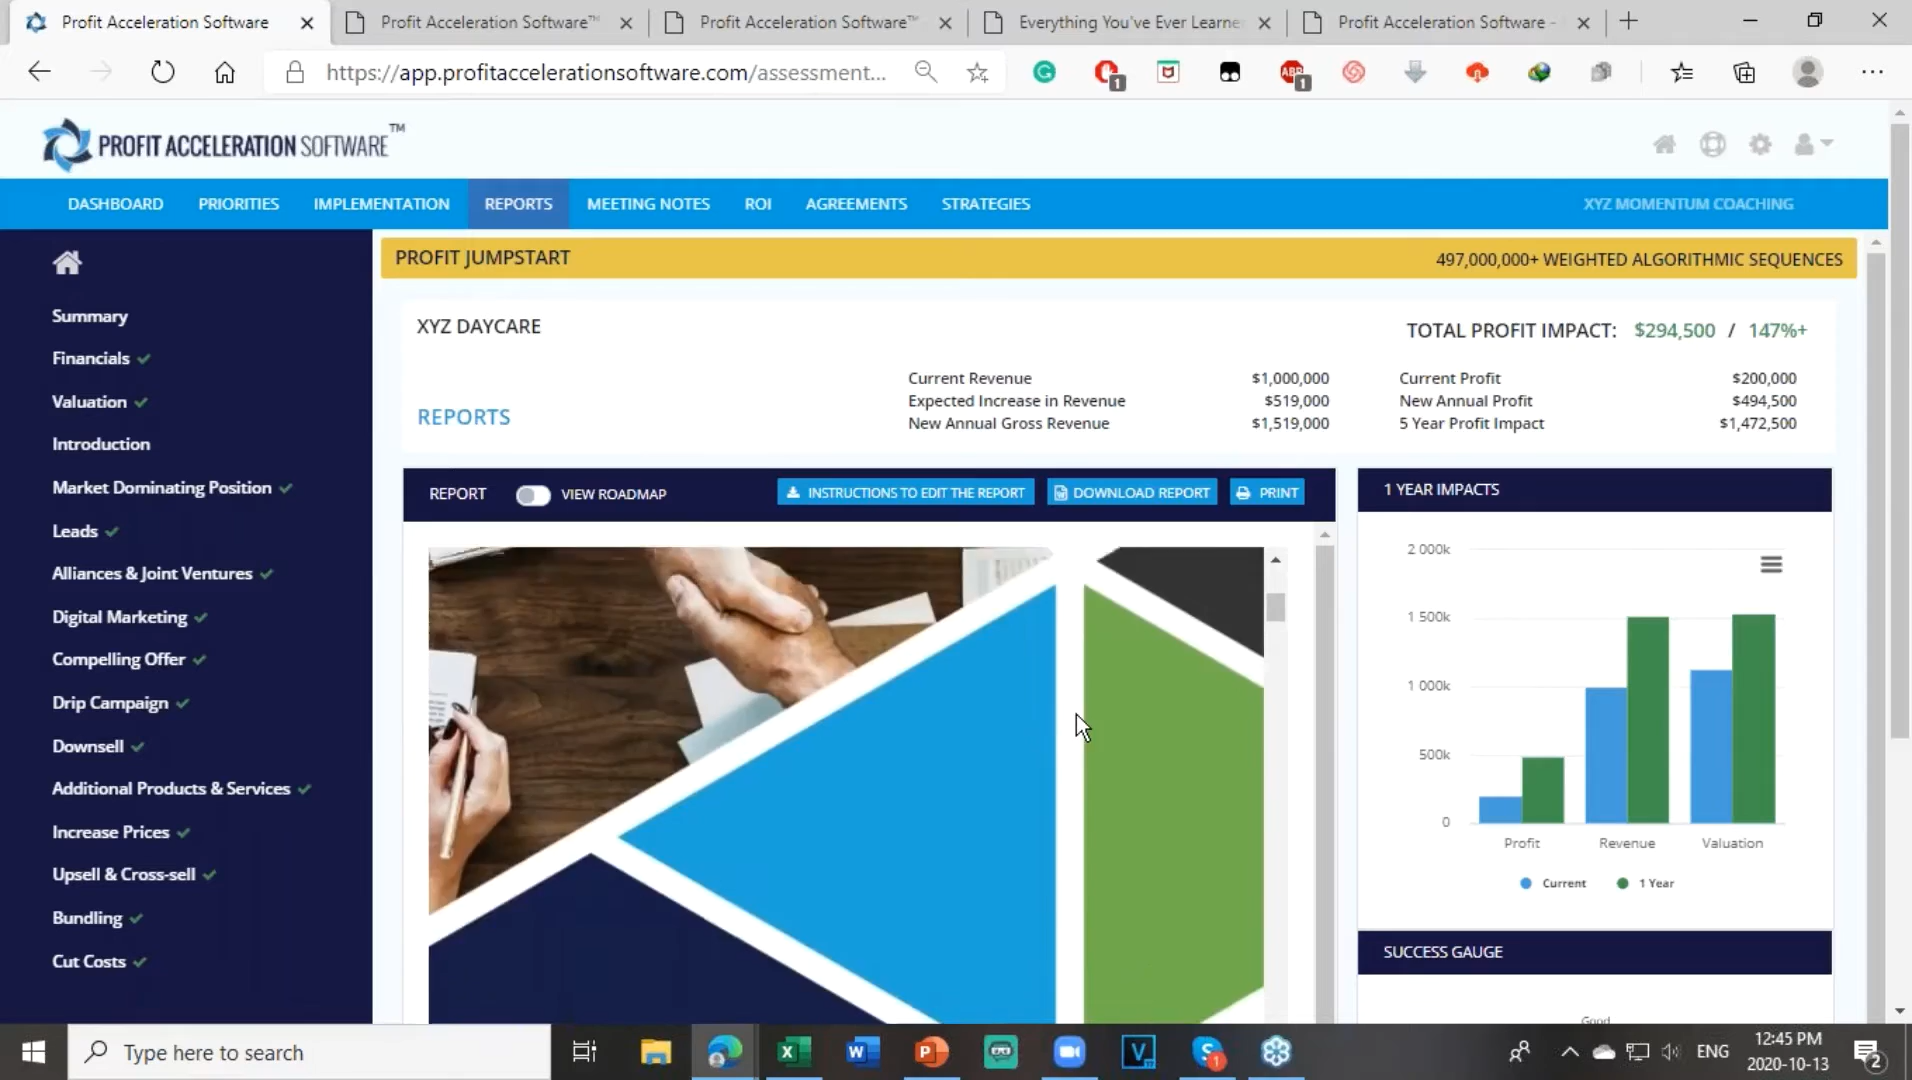 Profit Acceleration Software
Profit Acceleration Software™
Profit Acceleration Software™
Everything You've Ever Learne
Profit Acceleration Software -
https://app.profitaccelerationsoftware.com/assessment...
1
ABP
1
PROFIT ACCELERATION SOFTWARE™
DASHBOARD PRIORITIES IMPLEMENTATION REPORTS MEETING NOTES ROI AGREEMENTS STRATEGIES XYZ MOMENTUM COACHING
Summary
Financials
Valuation
Introduction
Market Dominating Position
Leads
Alliances & Joint Ventures
Digital Marketing
Compelling Offer
Drip Campaign
Downsell
Additional Products & Services
Increase Prices
Upsell & Cross-sell
Bundling
Cut Costs
PROFIT JUMPSTART 497,000,000+ WEIGHTED ALGORITHMIC SEQUENCES
XYZ DAYCARE
TOTAL PROFIT IMPACT: $294,500 / 147%+
REPORTS
Current Revenue $1,000,000
Expected Increase in Revenue $519,000
New Annual Gross Revenue $1,519,000
Current Profit $200,000
New Annual Profit $494,500
5 Year Profit Impact $1,472,500
REPORT VIEW ROADMAP INSTRUCTIONS TO EDIT THE REPORT DOWNLOAD REPORT PRINT
1 YEAR IMPACTS
2 000k
1 500k
1 000k
500k
0
Profit Revenue Valuation
Current 1 Year
SUCCESS GAUGE
Good
Type here to search
1
ENG
12:45 PM
2020-10-13
2